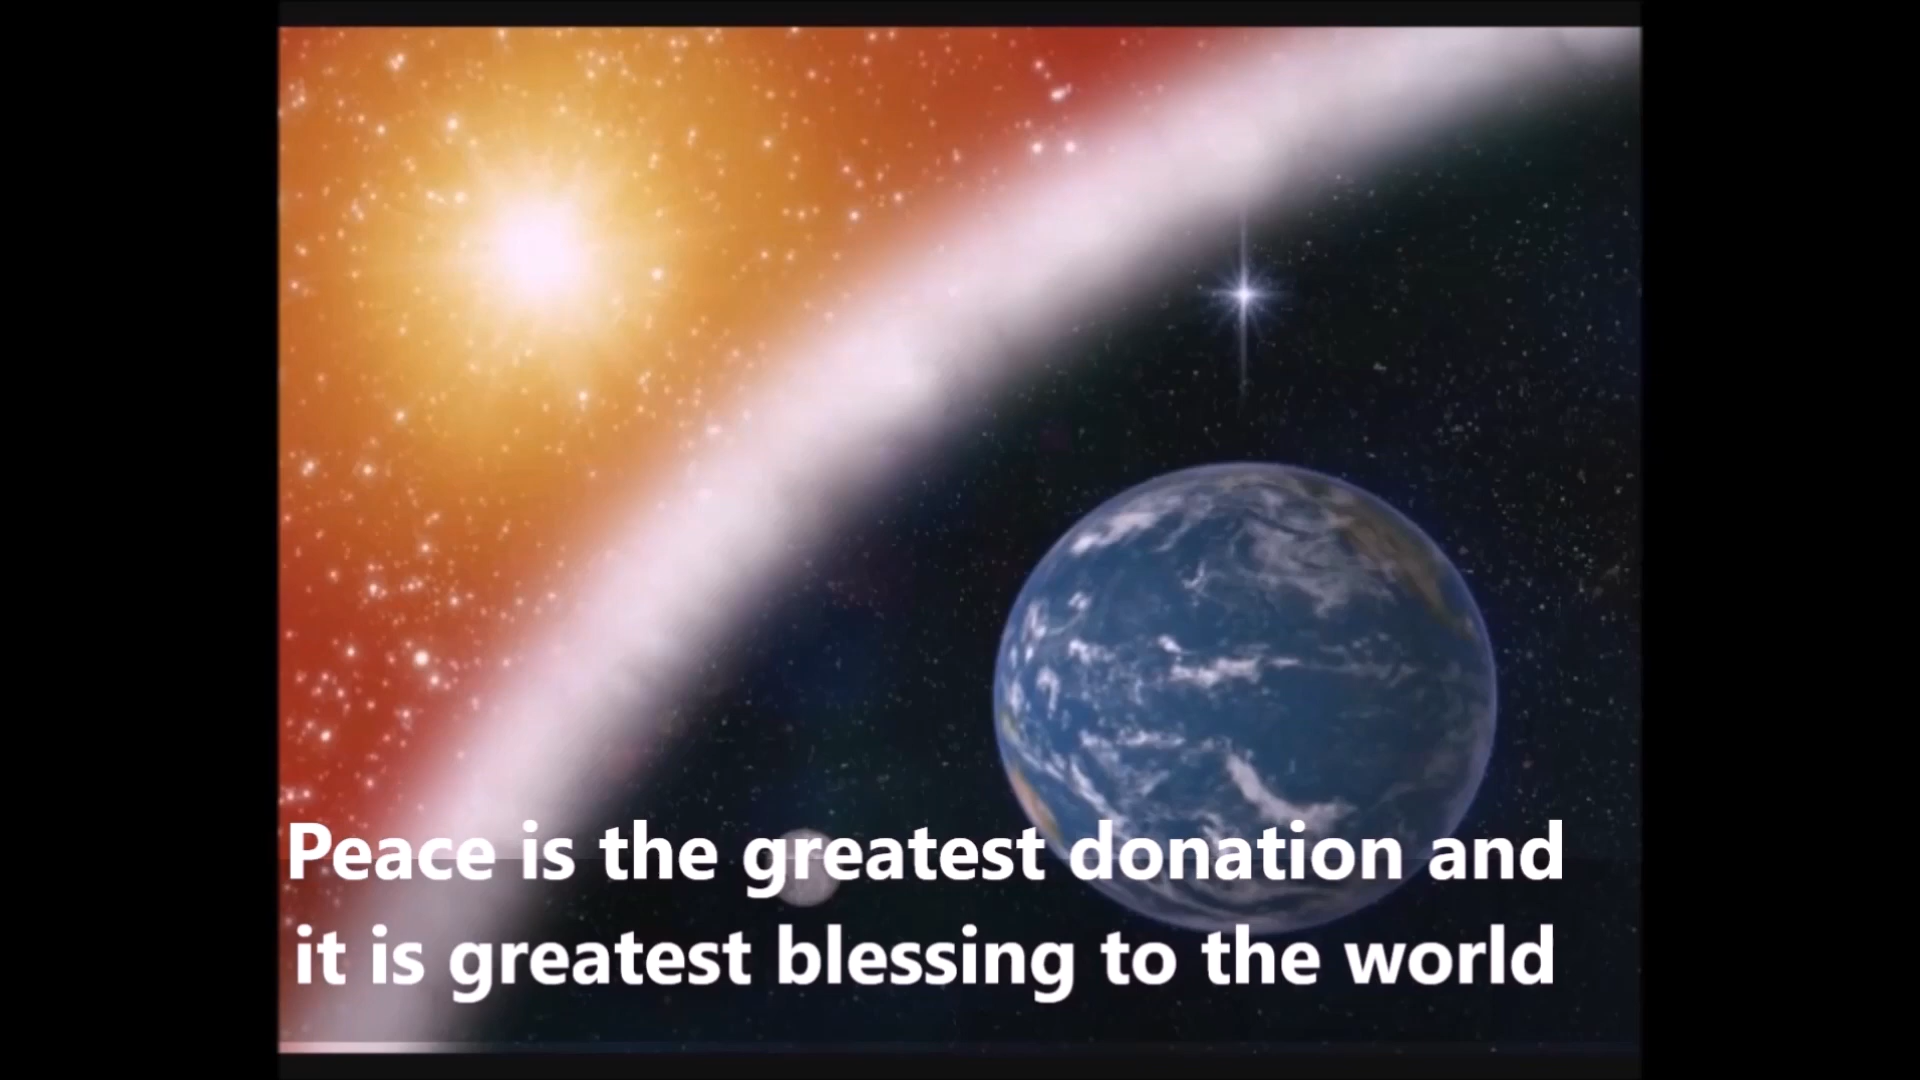 Peace is the greatest donation and
it is greatest blessing to the world